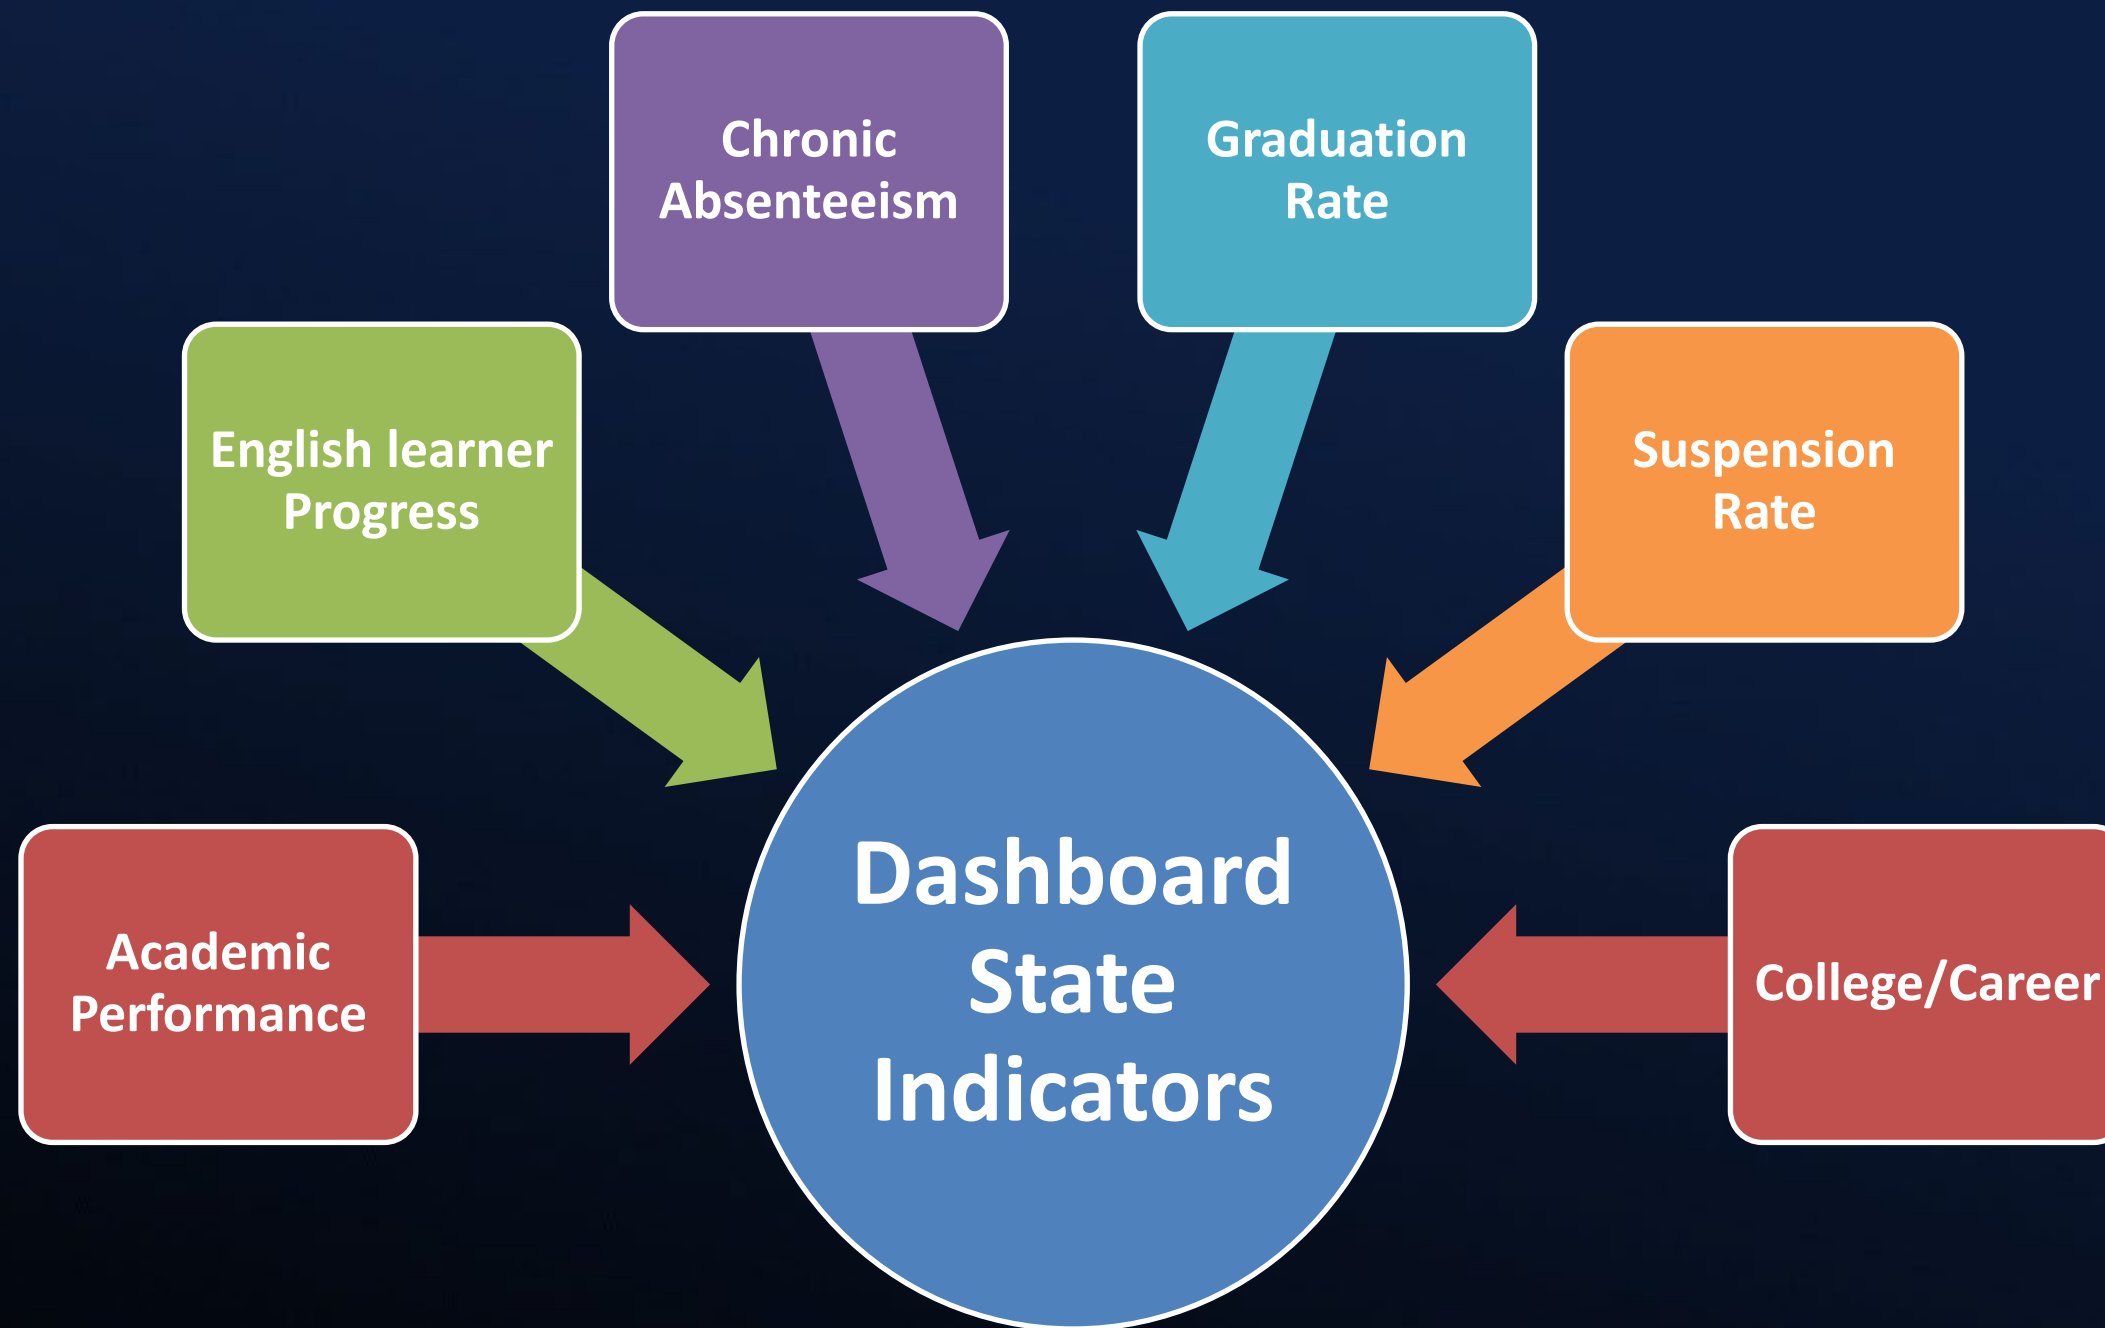 Chronic
Absenteeism
Graduation
Rate
English learner
Progress
Suspension
Rate
Academic
Performance
Dashboard
State
Indicators
College/Career